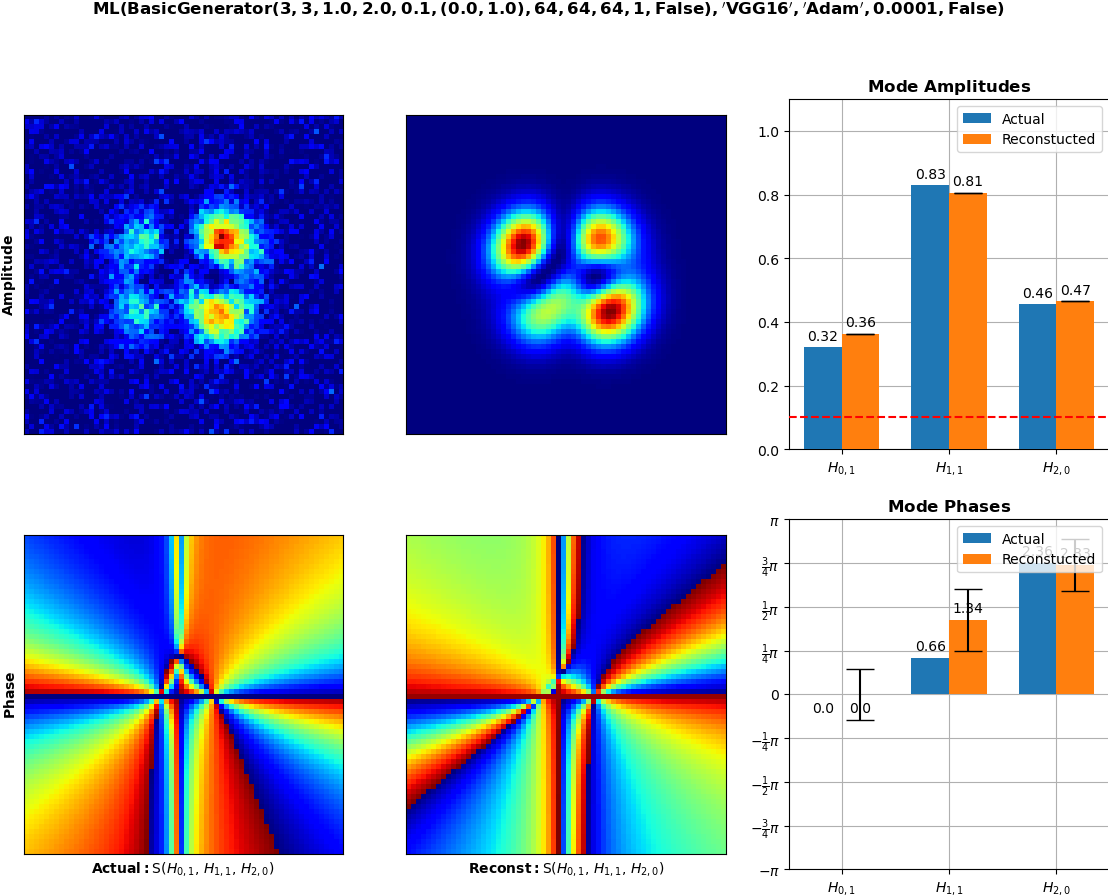 ML(BasicGenerator(3, 3, 1.0, 2.0, 0.1, (0.0, 1.0), 64, 64, 64, 1, False),′VGG16′,′Adam′, 0.0001, False)
Mode Amplitudes
Amplitude
1.0
0.8
0.6
0.4
0.2
0.0
Actual
Reconstucted
0.32
0.36
0.83
0.81
0.46
0.47
H0,1
H1,1
H2,0
Mode Phases
Phase
π
3/4π
1/2π
1/4π
0
−1/4π
−1/2π
−3/4π
−π
Actual
Reconstucted
0.0
0.0
0.66
1.34
2.36
H0,1
H1,1
H2,0
Actual: S(H0,1, H1,1, H2,0)
Reconst: S(H0,1, H1,1, H2,0)